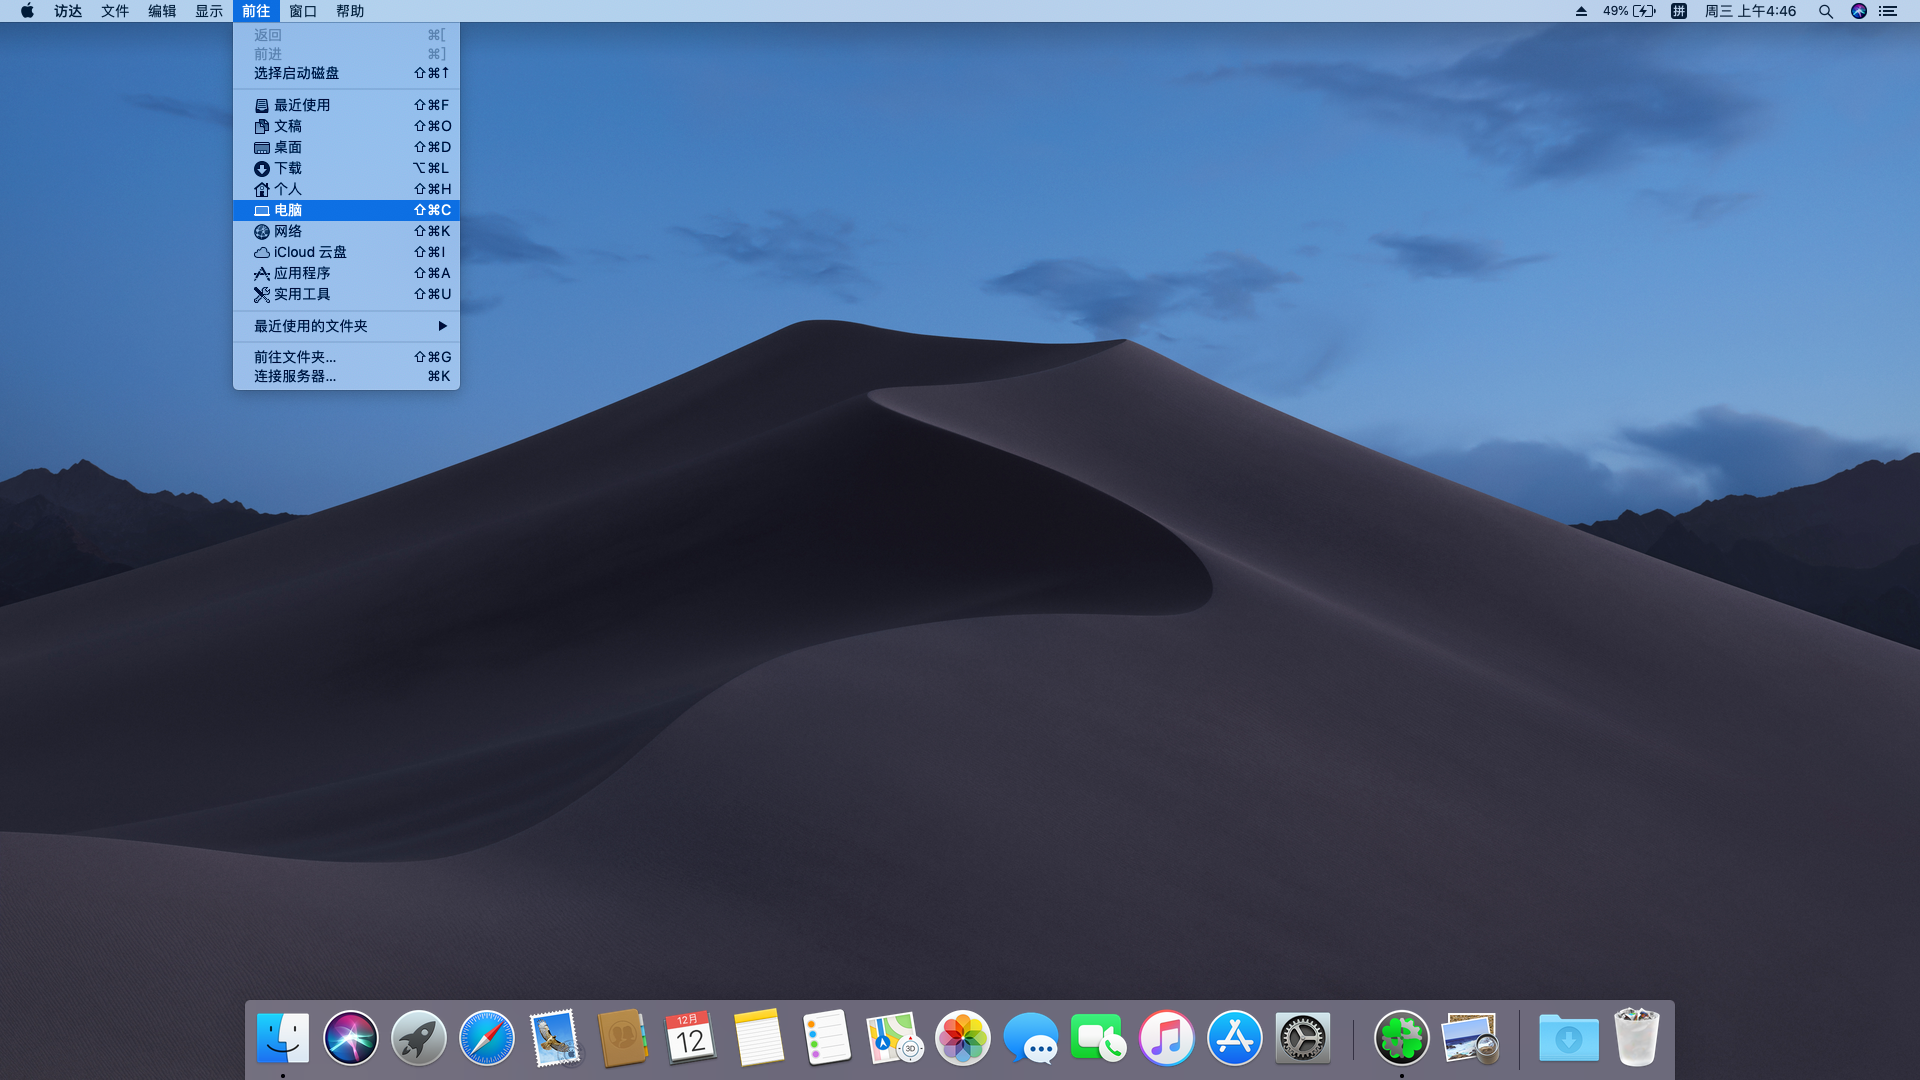 访达 文件 编辑 显示 前往 窗口 帮助 49% 拼 周三 上午4:46
返回 ⌘[
前进 ⌘]
选择启动磁盘 ⇧⌘↑
最近使用 ⇧⌘F
文稿 ⇧⌘O
桌面 ⇧⌘D
下载 ⌥⌘L
个人 ⇧⌘H
电脑 ⇧⌘C
网络 ⇧⌘K
iCloud 云盘 ⇧⌘I
应用程序 ⇧⌘A
实用工具 ⇧⌘U
最近使用的文件夹 ▶
前往文件夹... ⇧⌘G
连接服务器... ⌘K
12月
12
3D